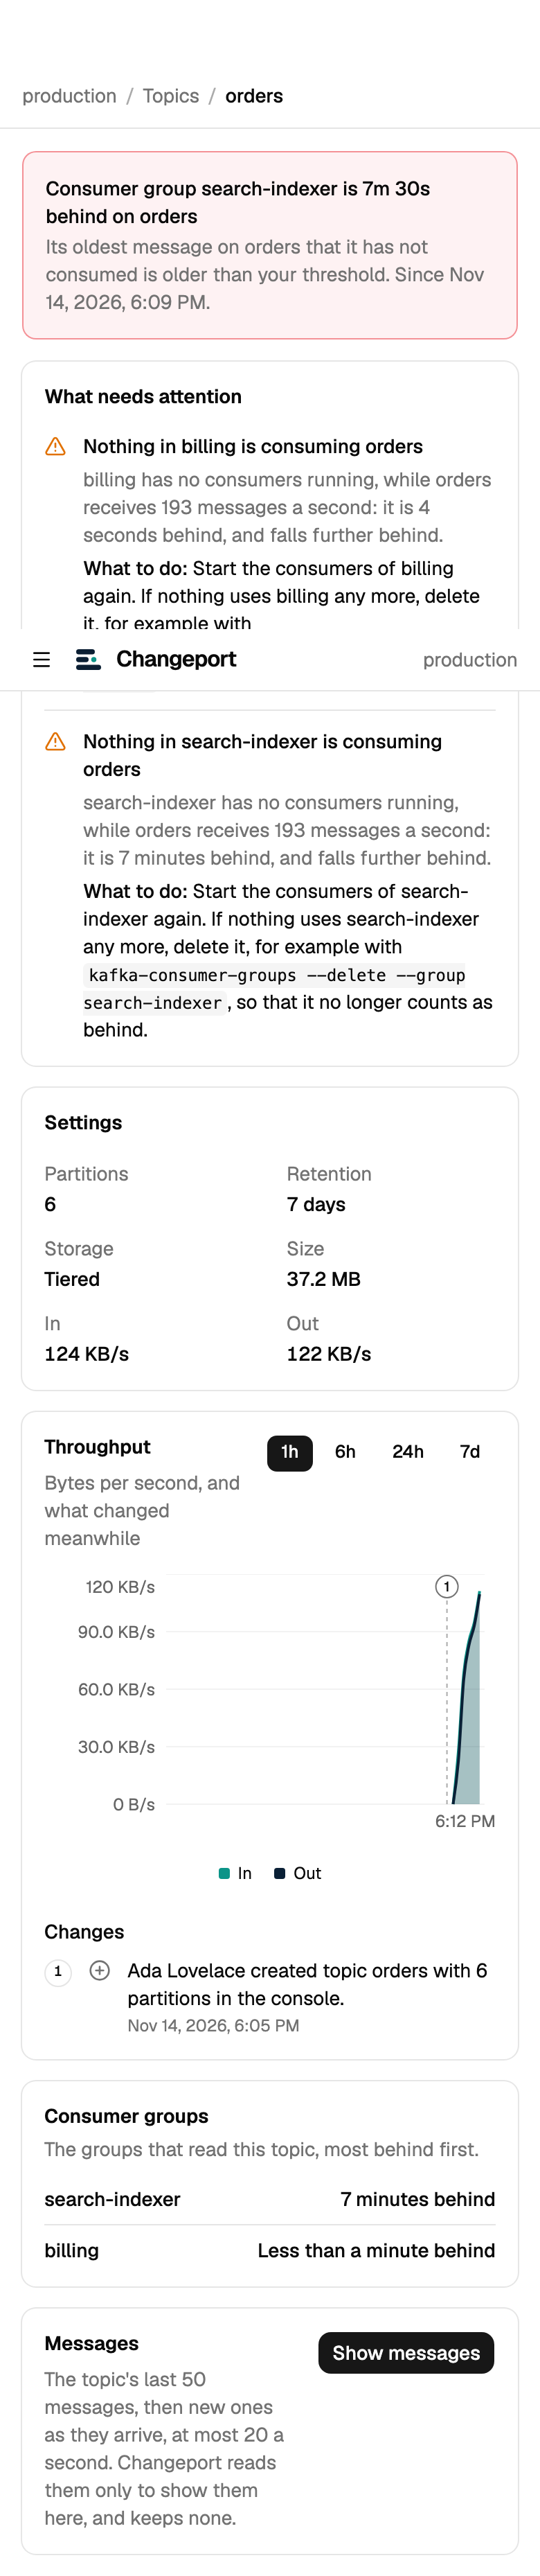 production / Topics / orders
Consumer group search-indexer is 7m 30s
behind on orders
Its oldest message on orders that it has not
consumed is older than your threshold. Since Nov
14, 2026, 6:09 PM.
What needs attention
Nothing in billing is consuming orders
billing has no consumers running, while orders
receives 193 messages a second: it is 4
seconds behind, and falls further behind.
What to do: Start the consumers of billing
again. If nothing uses billing any more, delete
it, for example with
Changeport
production
Nothing in search-indexer is consuming
orders
search-indexer has no consumers running,
while orders receives 193 messages a second:
it is 7 minutes behind, and falls further behind.
What to do: Start the consumers of search-
indexer again. If nothing uses search-indexer
any more, delete it, for example with
kafka-consumer-groups --delete --group
search-indexer, so that it no longer counts as
behind.
Settings
Partitions
6
Retention
7 days
Storage
Tiered
Size
37.2 MB
In
124 KB/s
Out
122 KB/s
Throughput
1h 6h 24h 7d
Bytes per second, and
what changed
meanwhile
120 KB/s
90.0 KB/s
60.0 KB/s
30.0 KB/s
0 B/s
1
6:12 PM
In Out
Changes
1 Ada Lovelace created topic orders with 6
partitions in the console.
Nov 14, 2026, 6:05 PM
Consumer groups
The groups that read this topic, most behind first.
search-indexer 7 minutes behind
billing Less than a minute behind
Messages
Show messages
The topic's last 50
messages, then new ones
as they arrive, at most 20 a
second. Changeport reads
them only to show them
here, and keeps none.